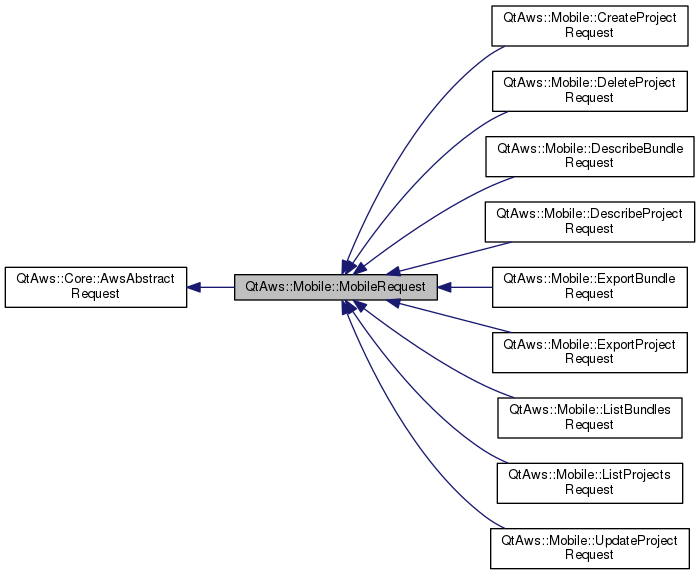 QtAws::Mobile::CreateProject
Request
QtAws::Mobile::DeleteProject
Request
QtAws::Mobile::DescribeBundle
Request
QtAws::Mobile::DescribeProject
Request
QtAws::Core::AwsAbstract
Request
QtAws::Mobile::MobileRequest
QtAws::Mobile::ExportBundle
Request
QtAws::Mobile::ExportProject
Request
QtAws::Mobile::ListBundles
Request
QtAws::Mobile::ListProjects
Request
QtAws::Mobile::UpdateProject
Request